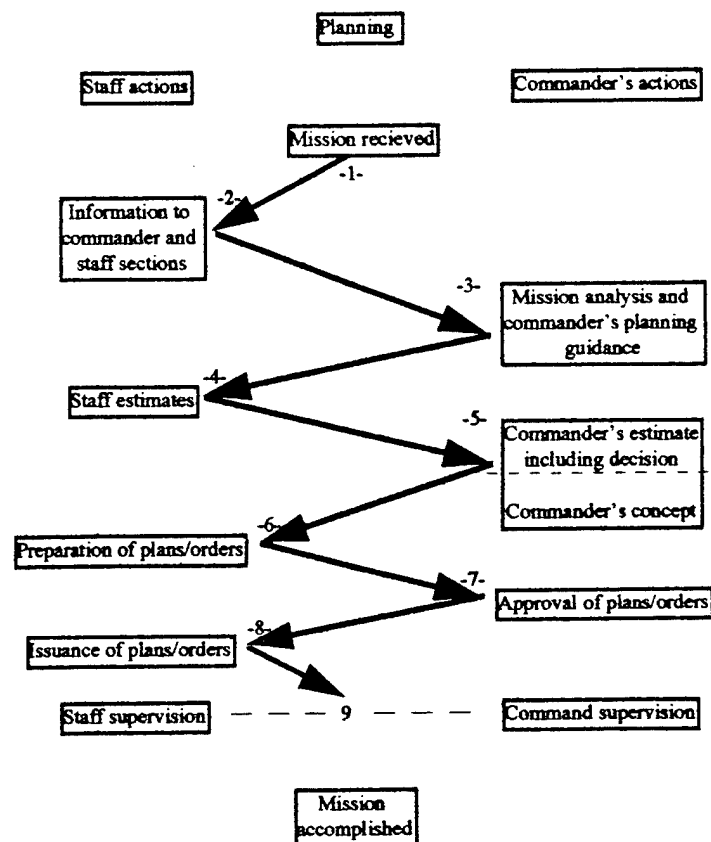 Planning
Staff actions
Commander's actions
Mission recieved
-1-
-2-
Information to
commander and
staff sections
-3-
Mission analysis and
commander's planning
guidance
-4-
Staff estimates
-5-
Commander's estimate
including decision
Commander's concept
-6-
Preparation of plans/orders
-7-
Approval of plans/orders
-8-
Issuance of plans/orders
Staff supervision
9
Command supervision
Mission
accomplished